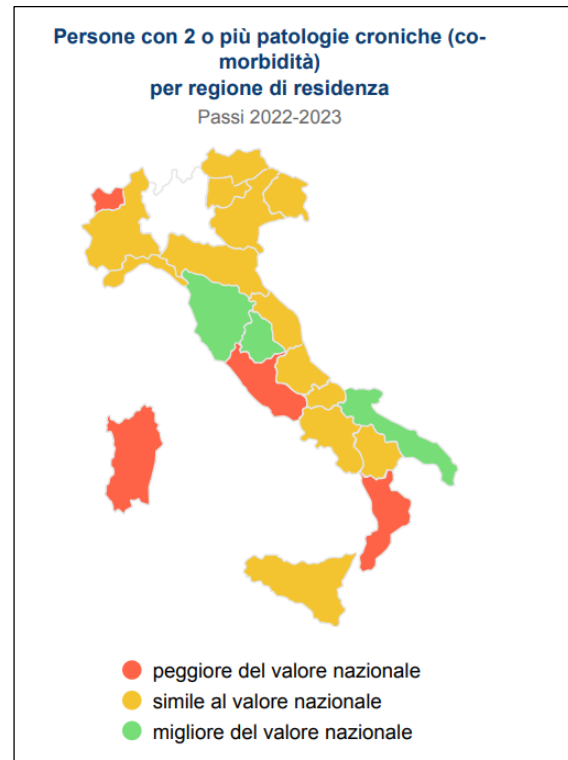 Persone con 2 o più patologie croniche (co-
morbidità)
per regione di residenza
Passi 2022-2023
peggiore del valore nazionale
simile al valore nazionale
migliore del valore nazionale